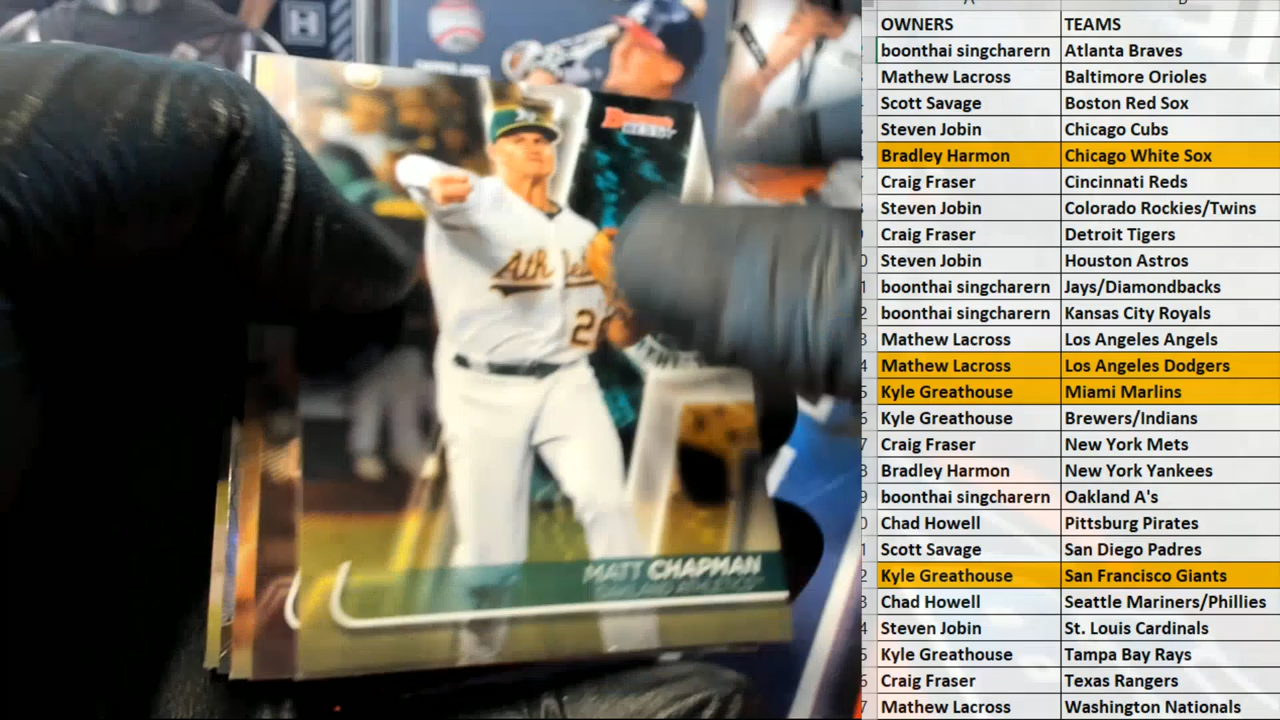 OWNERS TEAMS
boonthai singcharern Atlanta Braves
Mathew Lacross Baltimore Orioles
Scott Savage Boston Red Sox
Steven Jobin Chicago Cubs
Bradley Harmon Chicago White Sox
Craig Fraser Cincinnati Reds
Steven Jobin Colorado Rockies/Twins
Craig Fraser Detroit Tigers
Steven Jobin Houston Astros
boonthai singcharern Jays/Diamondbacks
boonthai singcharern Kansas City Royals
Mathew Lacross Los Angeles Angels
Mathew Lacross Los Angeles Dodgers
Kyle Greathouse Miami Marlins
Kyle Greathouse Brewers/Indians
Craig Fraser New York Mets
Bradley Harmon New York Yankees
boonthai singcharern Oakland A's
Chad Howell Pittsburg Pirates
Scott Savage San Diego Padres
Kyle Greathouse San Francisco Giants
Chad Howell Seattle Mariners/Phillies
Steven Jobin St. Louis Cardinals
Kyle Greathouse Tampa Bay Rays
Craig Fraser Texas Rangers
Mathew Lacross Washington Nationals
H
MATT CHAPMAN